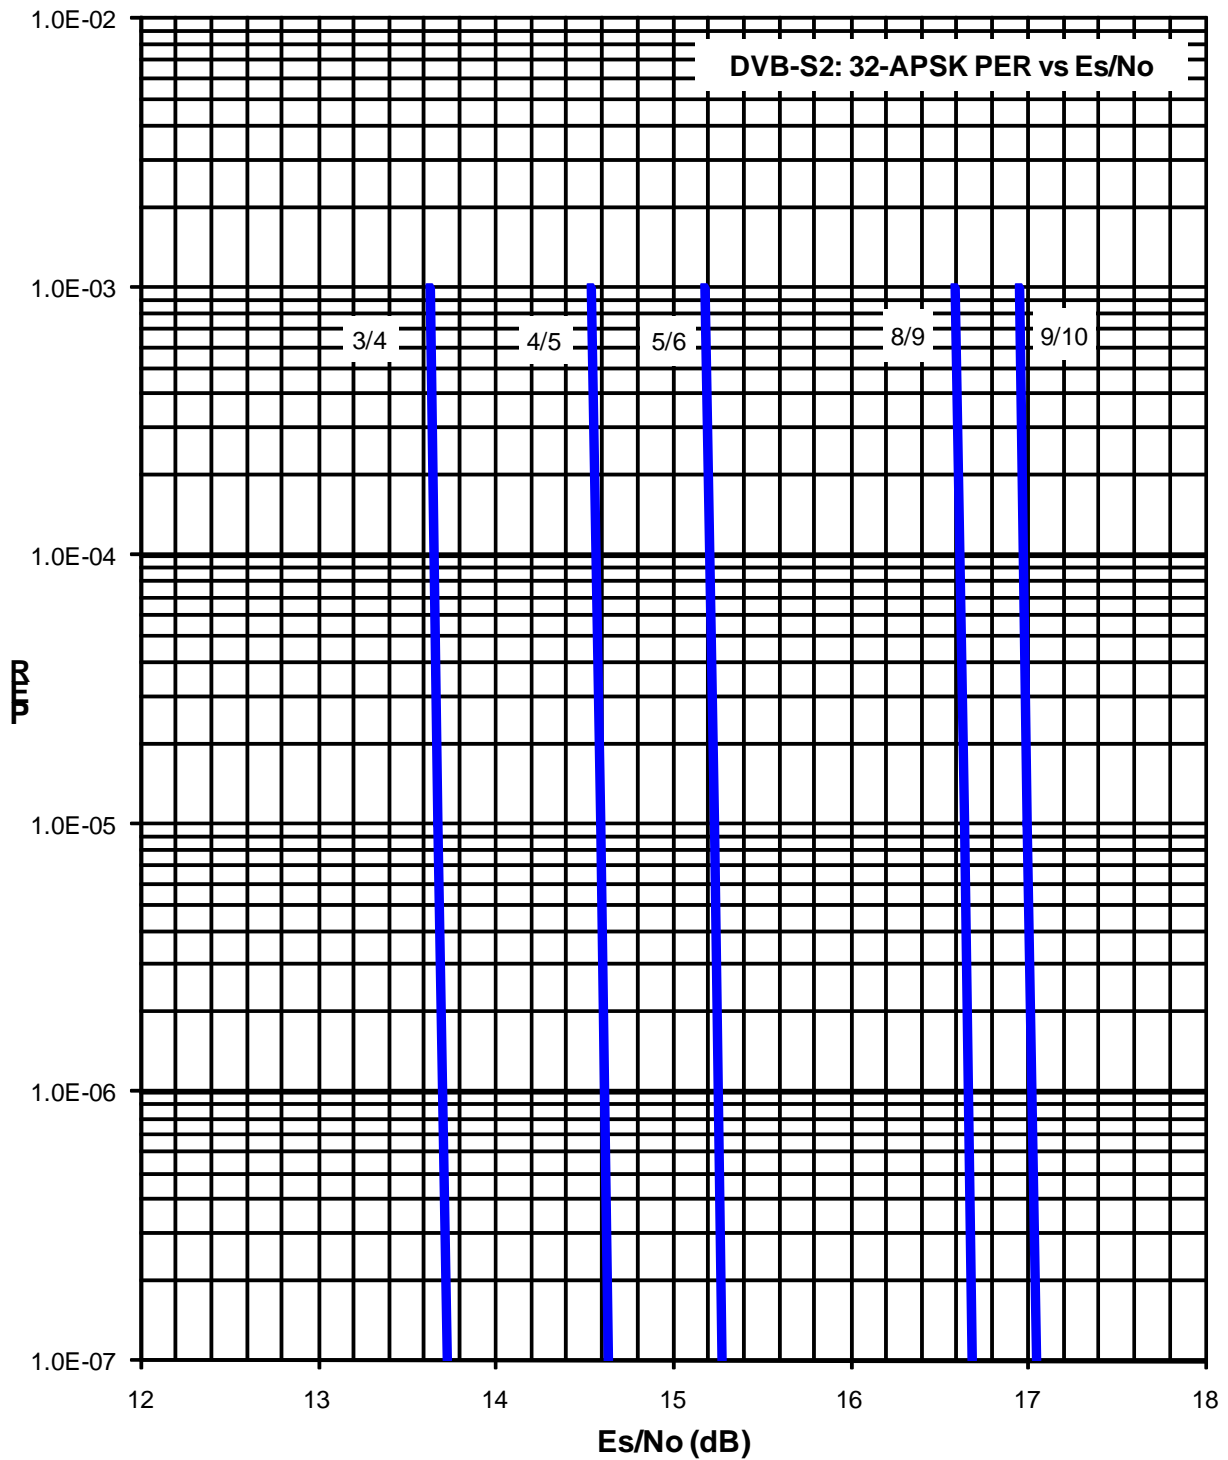 1.0E-02
DVB-S2: 32-APSK PER vs Es/No
1.0E-03
3/4
4/5
5/6
8/9
9/10
1.0E-04
PER
1.0E-05
1.0E-06
1.0E-07
12 13 14 15 16 17 18
Es/No (dB)